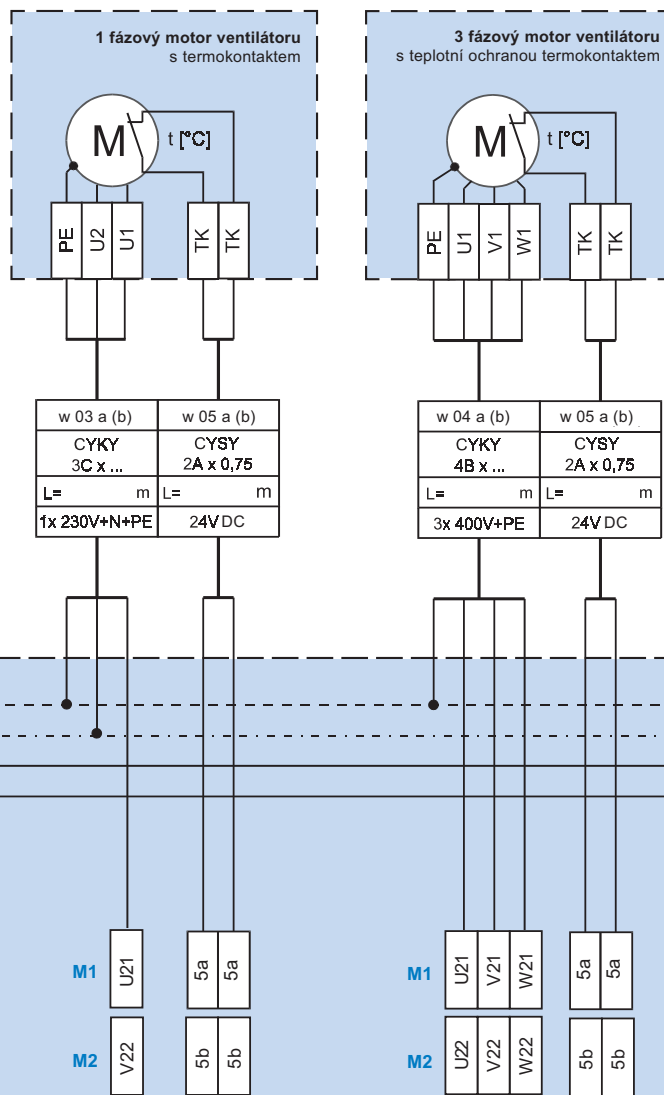 1 fázový motor ventilátoru
s termokontaktem
M
t [°C]
PE
U2
U1
TK
TK
w 03 a (b)
w 05 a (b)
CYKY
3C x ...
CYSY
2A x 0,75
L= m
L= m
1x 230V+N+PE
24V DC
M1
U21
5a
5a
M2
V22
5b
5b
3 fázový motor ventilátoru
s teplotní ochranou termokontaktem
M
t [°C]
PE
U1
V1
W1
TK
TK
w 04 a (b)
w 05 a (b)
CYKY
4B x ...
CYSY
2A x 0,75
L= m
L= m
3x 400V+PE
24V DC
M1
U21
V21
W21
5a
5a
M2
U22
V22
W22
5b
5b